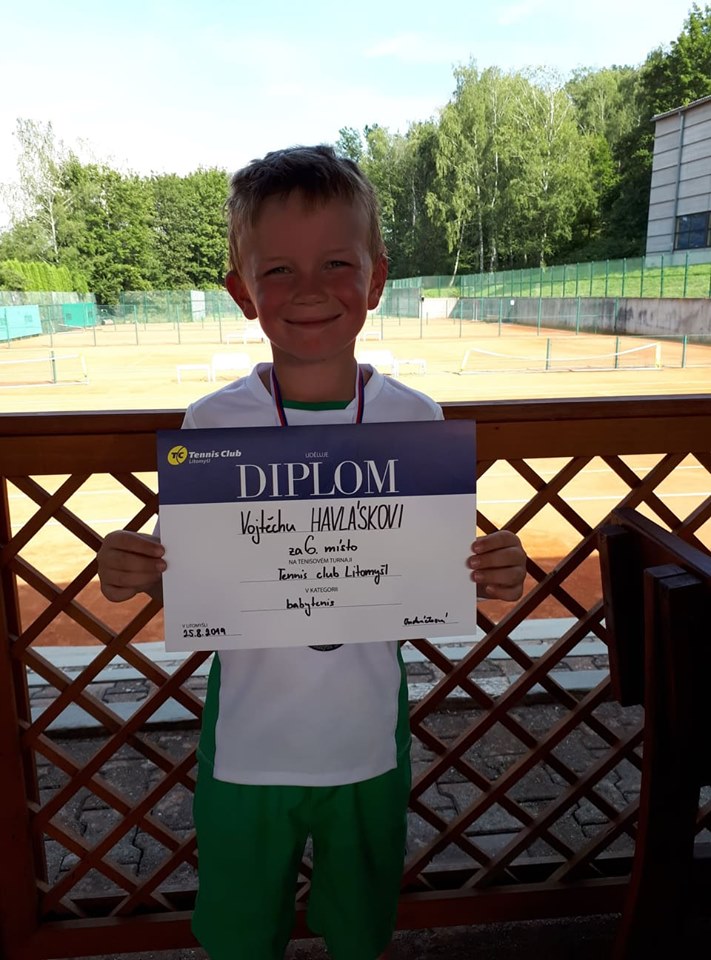 TC Tennis Club
Litomyšl
UDĚLUJE
DIPLOM
Vojtěchu HAVLÁSKOVI
za 6. místo
NA TENISOVÉM TURNAJI
Tennis club Litomyšl
V KATEGORII
babytenis
V LITOMYŠLI
25.8.2019